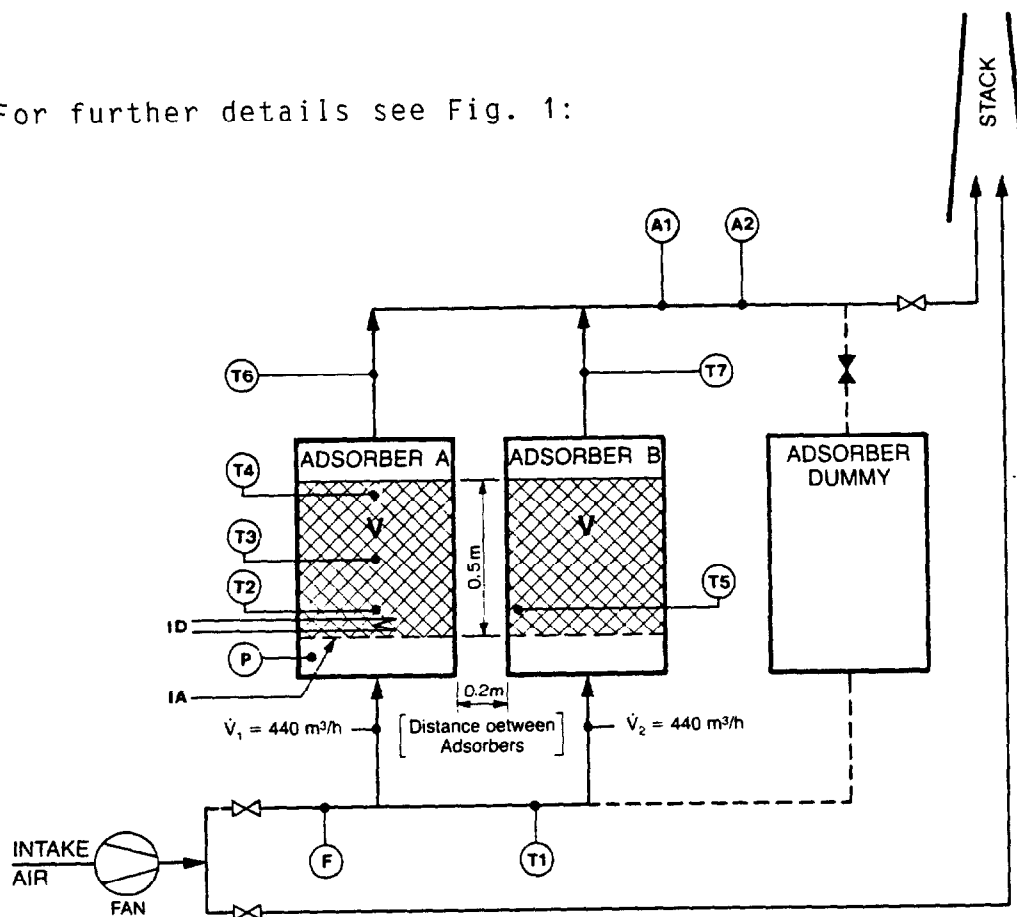 For further details see Fig. 1:
STACK
A1
A2
T6
T7
ADSORBER A
ADSORBER B
ADSORBER
DUMMY
T4
V
V
T3
0.5m
T2
T5
ID
P
IA
0.2m
V̇₁ = 440 m³/h
[Distance oetween
Adsorbers]
V̇₂ = 440 m³/h
INTAKE
AIR
FAN
F
T1